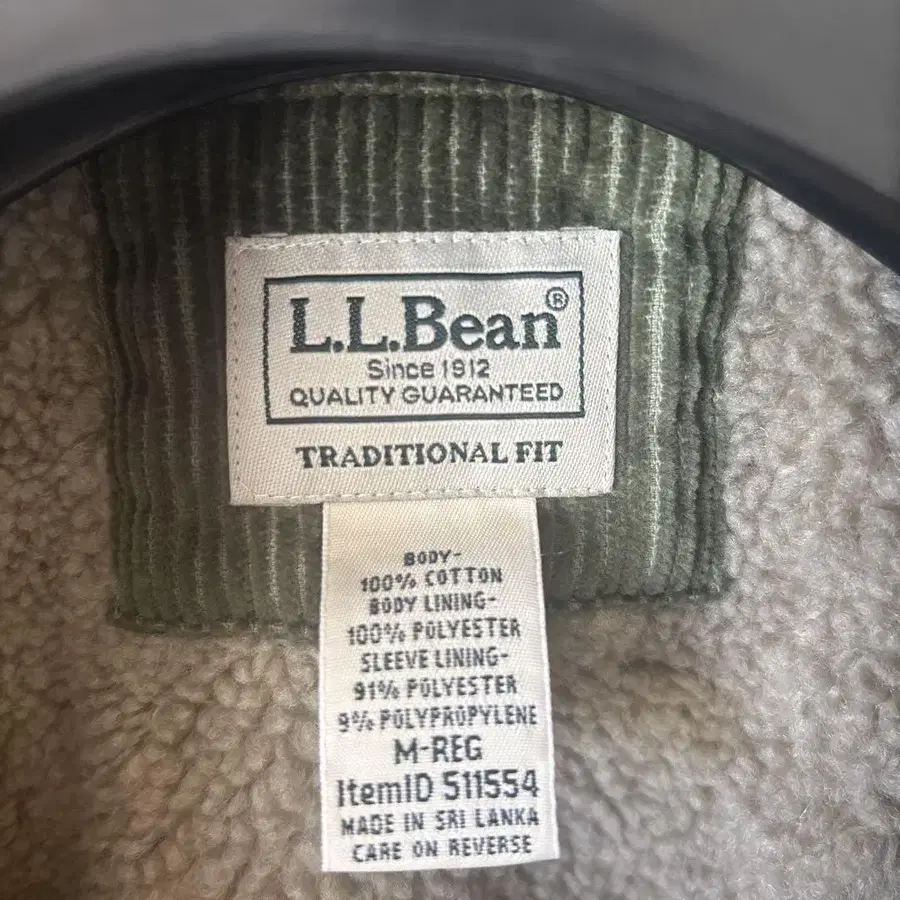 L.L.Bean®
Since 1912
QUALITY GUARANTEED
TRADITIONAL FIT
BODY-
100% COTTON
BODY LINING-
100% POLYESTER
SLEEVE LINING-
91% POLYESTER
9% POLYPROPYLENE
M-REG
ItemID 511554
MADE IN SRI LANKA
CARE ON REVERSE